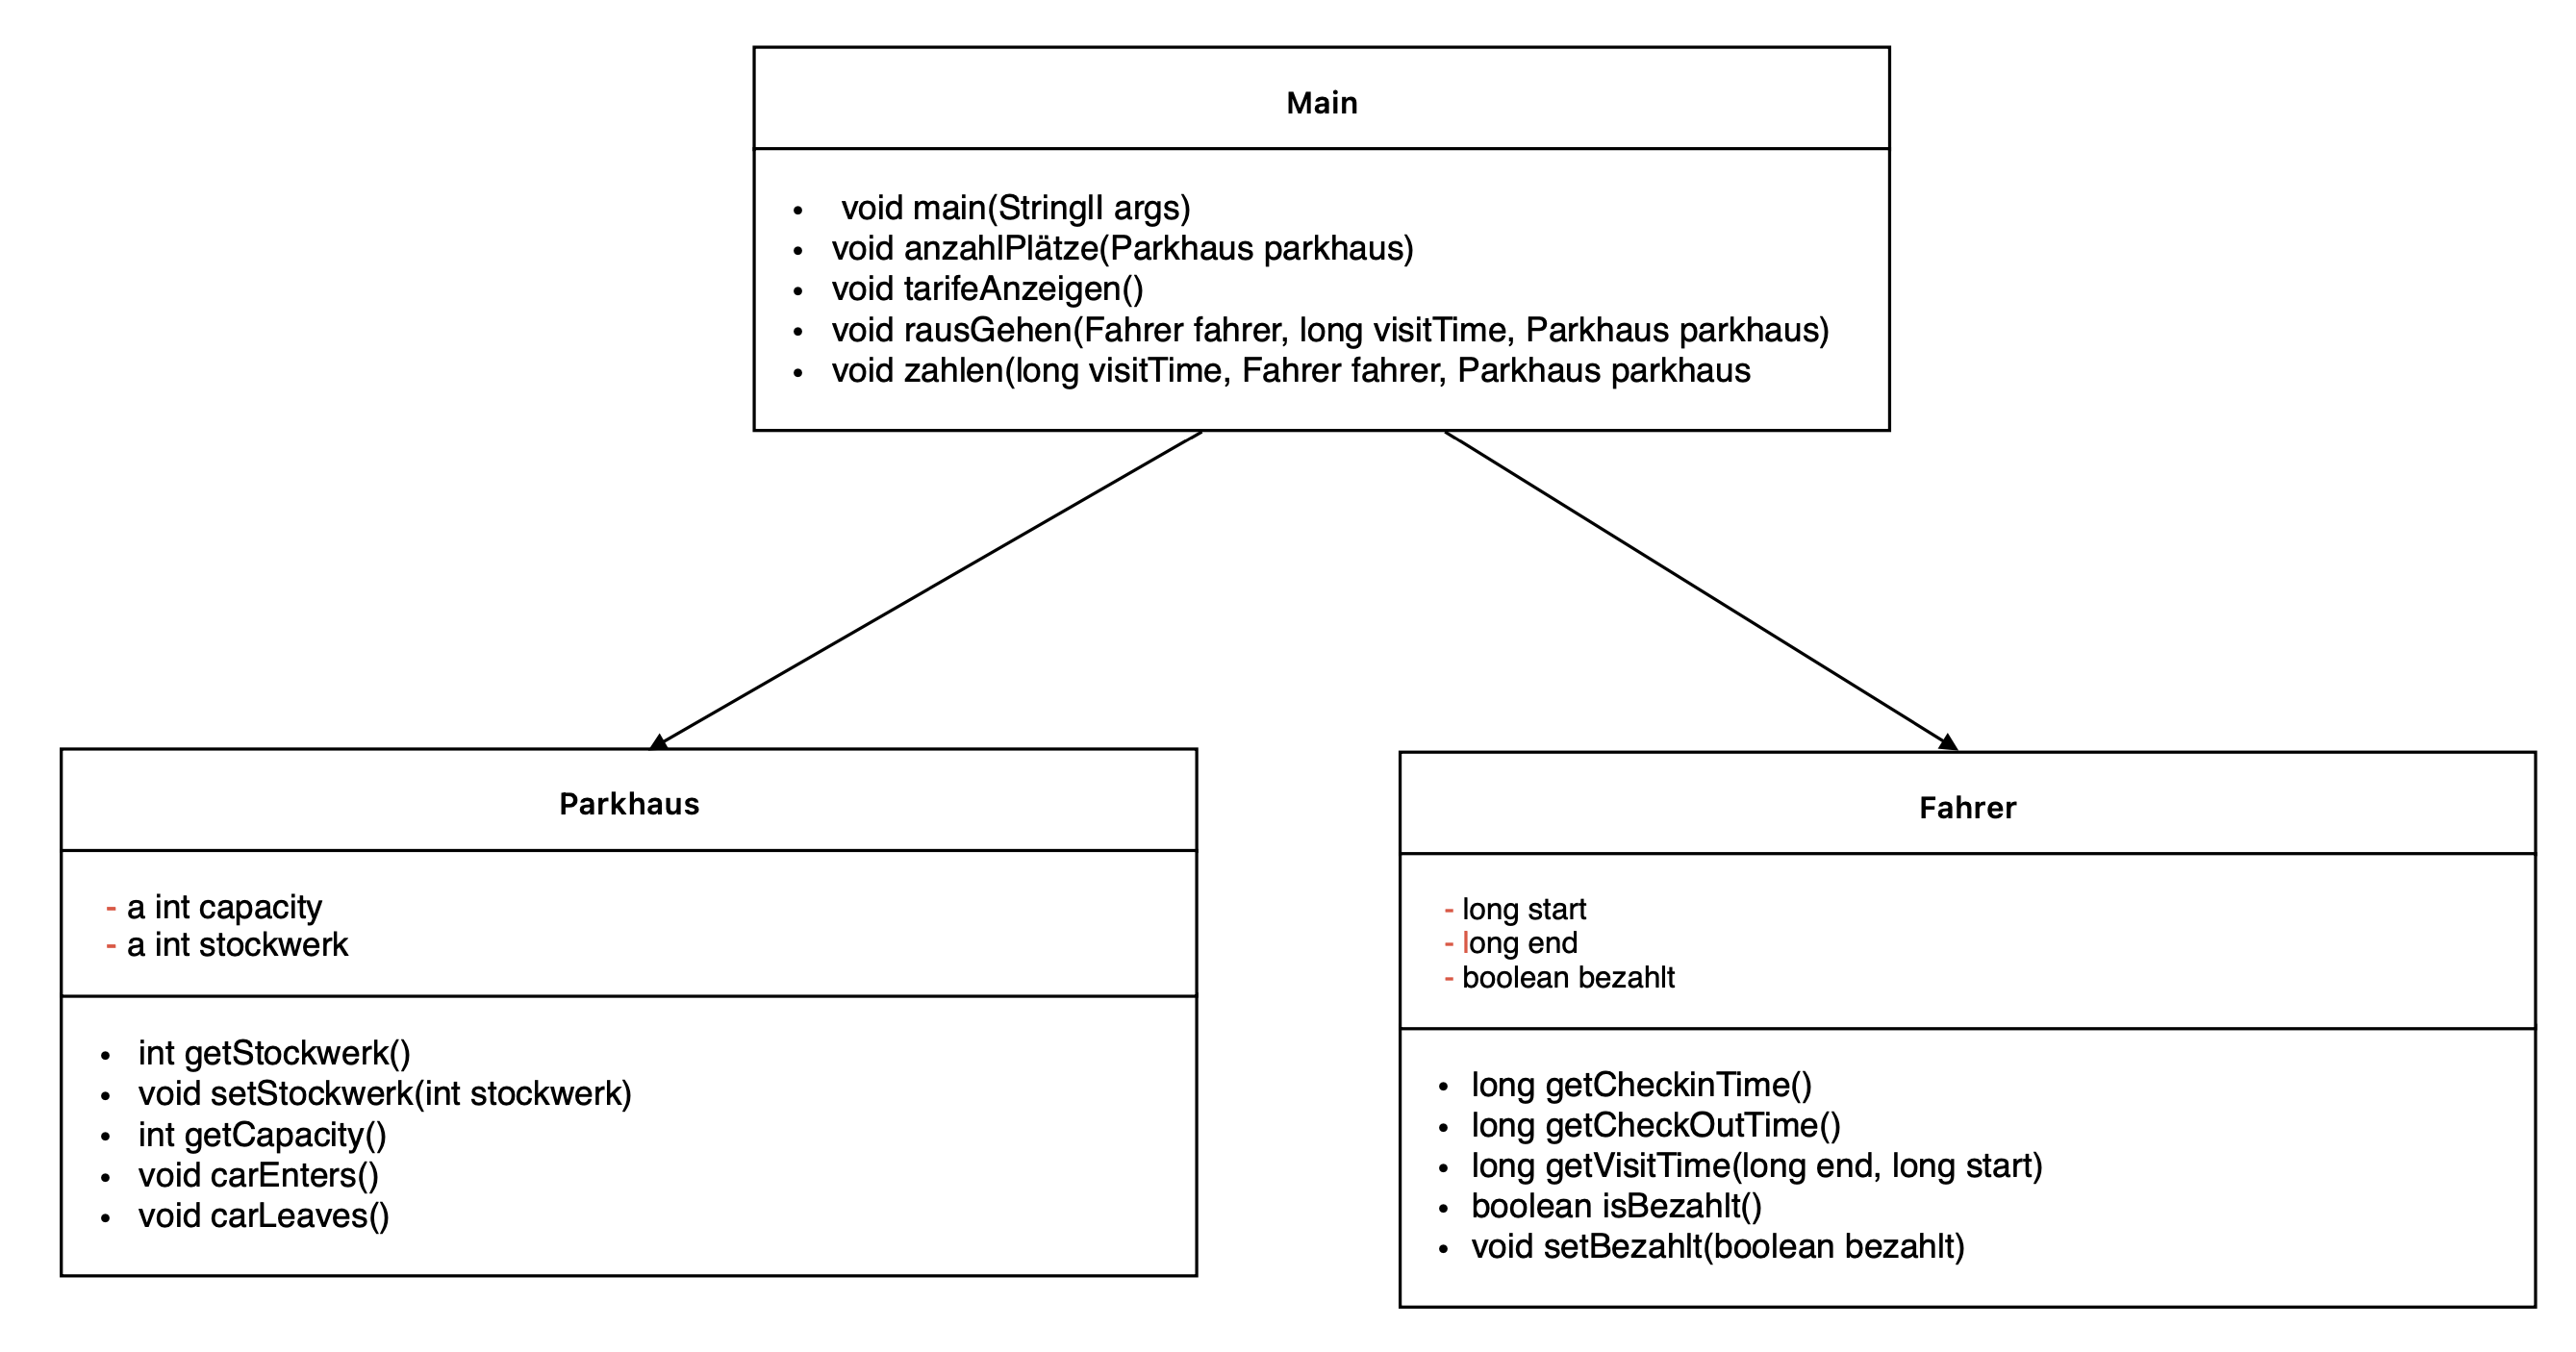 Main
• void main(StringII args)
• void anzahlPlätze(Parkhaus parkhaus)
• void tarifeAnzeigen()
• void rausGehen(Fahrer fahrer, long visitTime, Parkhaus parkhaus)
• void zahlen(long visitTime, Fahrer fahrer, Parkhaus parkhaus
Parkhaus
- a int capacity
- a int stockwerk
• int getStockwerk()
• void setStockwerk(int stockwerk)
• int getCapacity()
• void carEnters()
• void carLeaves()
Fahrer
- long start
- long end
- boolean bezahlt
• long getCheckinTime()
• long getCheckOutTime()
• long getVisitTime(long end, long start)
• boolean isBezahlt()
• void setBezahlt(boolean bezahlt)